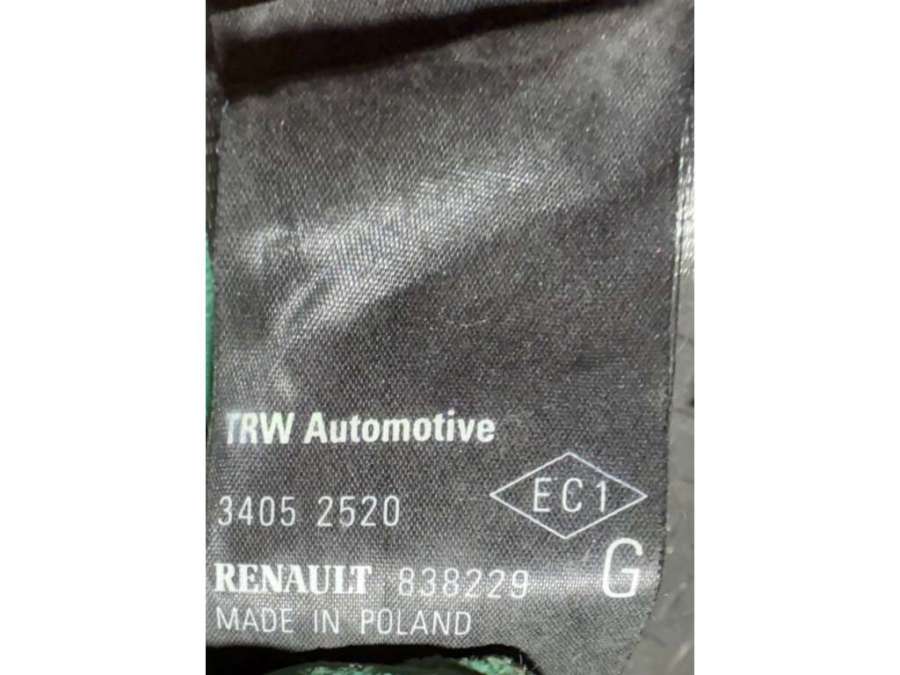 TRW Automotive
3405 2520
EC1
G
RENAULT 838229
MADE IN POLAND